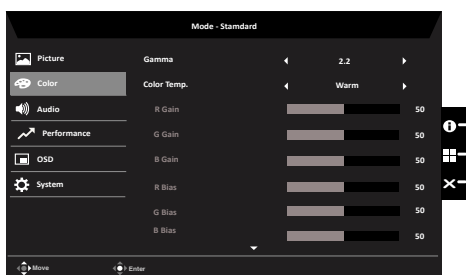 Mode - Stamdard
Picture
Gamma 2.2
Color
Color Temp. Warm
Audio
R Gain 50
Performance
G Gain 50
OSD
B Gain 50
System
R Bias 50
G Bias 50
B Bias 50
Move Enter